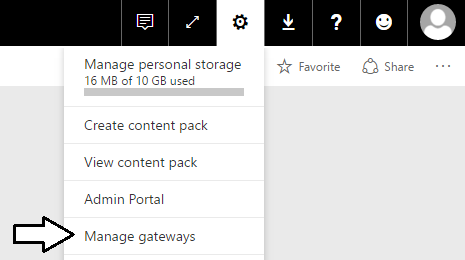 Manage personal storage
16 MB of 10 GB used
Favorite
Share
Create content pack
View content pack
Admin Portal
Manage gateways